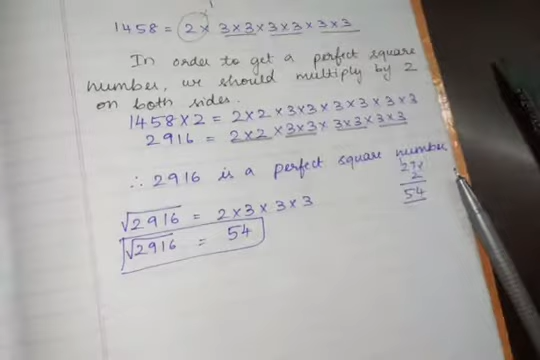 1458 = 2 × 3×3 × 3×3 × 3×3
In order to get a perfect square
number, we should multiply by 2
on both sides.
1458×2 = 2×2×3×3×3×3×3×3
2916 = 2×2×3×3×3×3×3×3
∴ 2916 is a perfect square number
27×
2
54
√2916 = 2×3×3×3
√2916 = 54